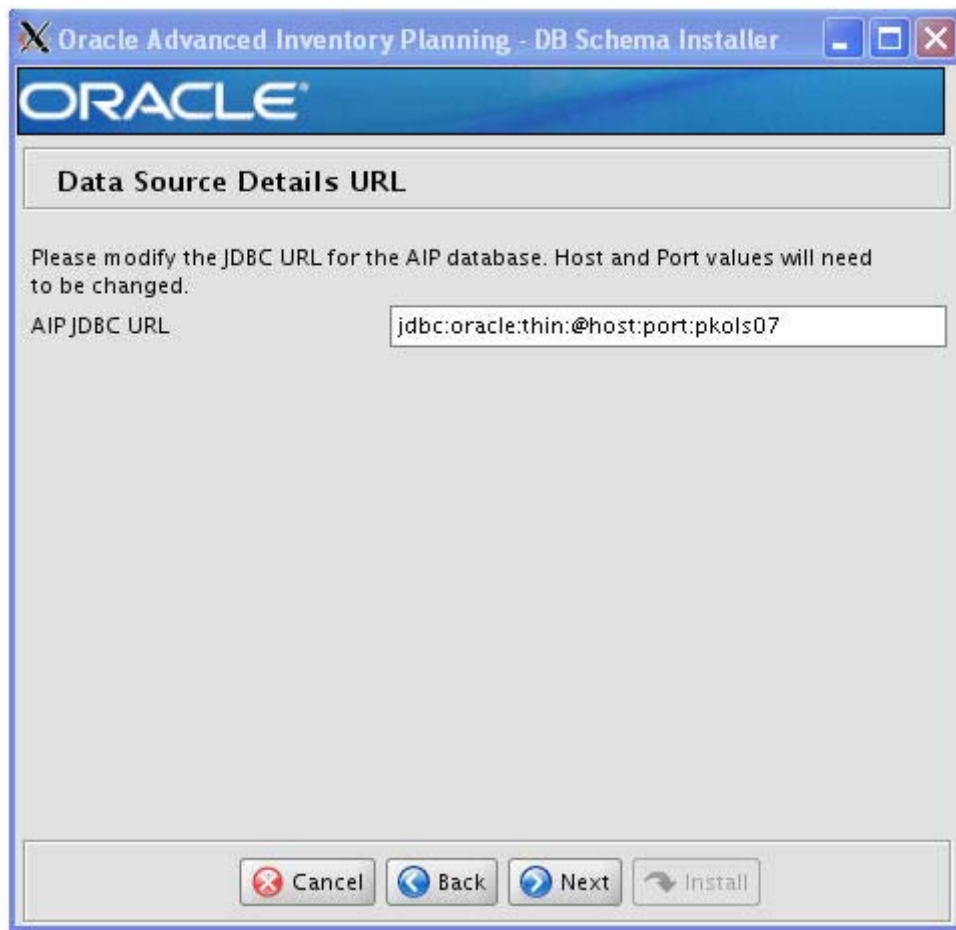 Oracle Advanced Inventory Planning - DB Schema Installer
ORACLE®
Data Source Details URL
Please modify the JDBC URL for the AIP database. Host and Port values will need
to be changed.
AIP JDBC URL jdbc:oracle:thin:@host:port:pkols07
Cancel Back Next Install